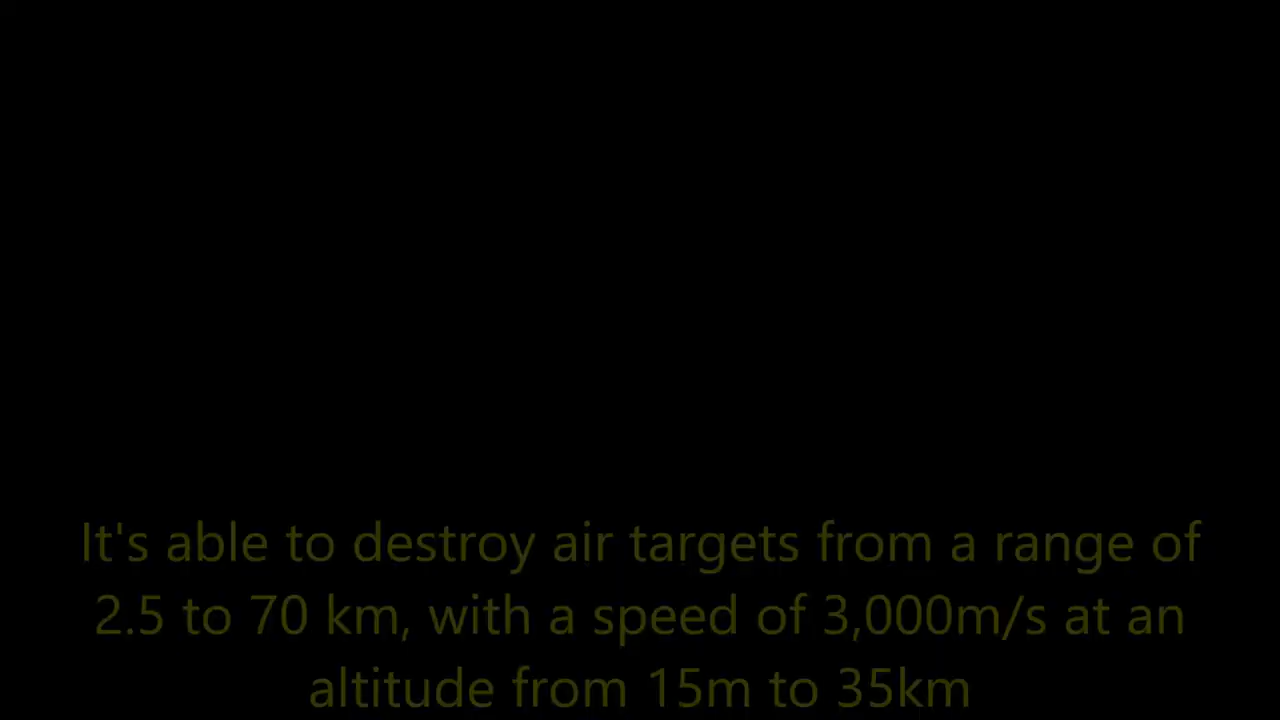 It's able to destroy air targets from a range of
2.5 to 70 km, with a speed of 3,000m/s at an
altitude from 15m to 35km